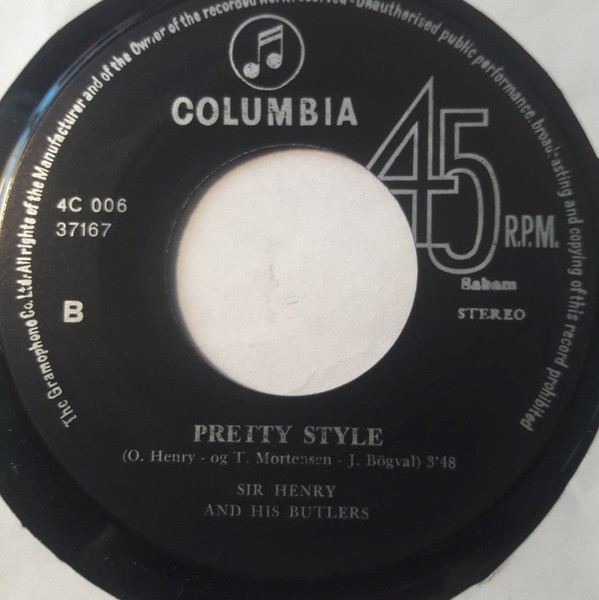 The Gramophone Co. Ltd. All rights of the Manufacturer and of the Owner of the recorded work reserved - Unauthorised public performance, broadcasting and copying of this record prohibited
COLUMBIA
45
R.P.M.
4C 006
37167
Sabam
B
STEREO
PRETTY STYLE
(O. Henry - og T. Mortensen - J. Bögval) 3'48
SIR HENRY
AND HIS BUTLERS